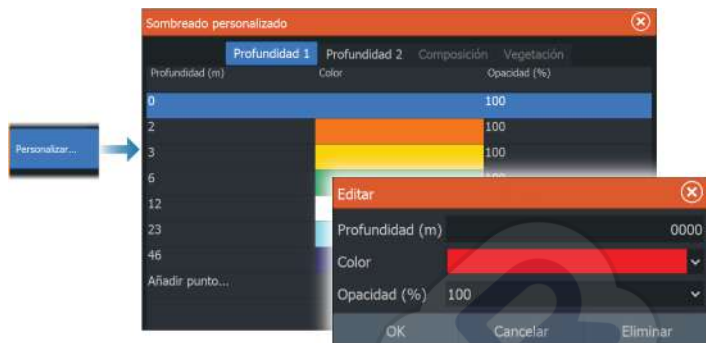 Sombreado personalizado
Profundidad 1 Profundidad 2 Composición Vegetación
Profundidad (m) Color Opacidad (%)
0 100
2 100
3 100
6 100
12
23
46
Añadir punto...
Personalizar...
Editar
Profundidad (m) 0000
Color
Opacidad (%) 100
OK Cancelar Eliminar